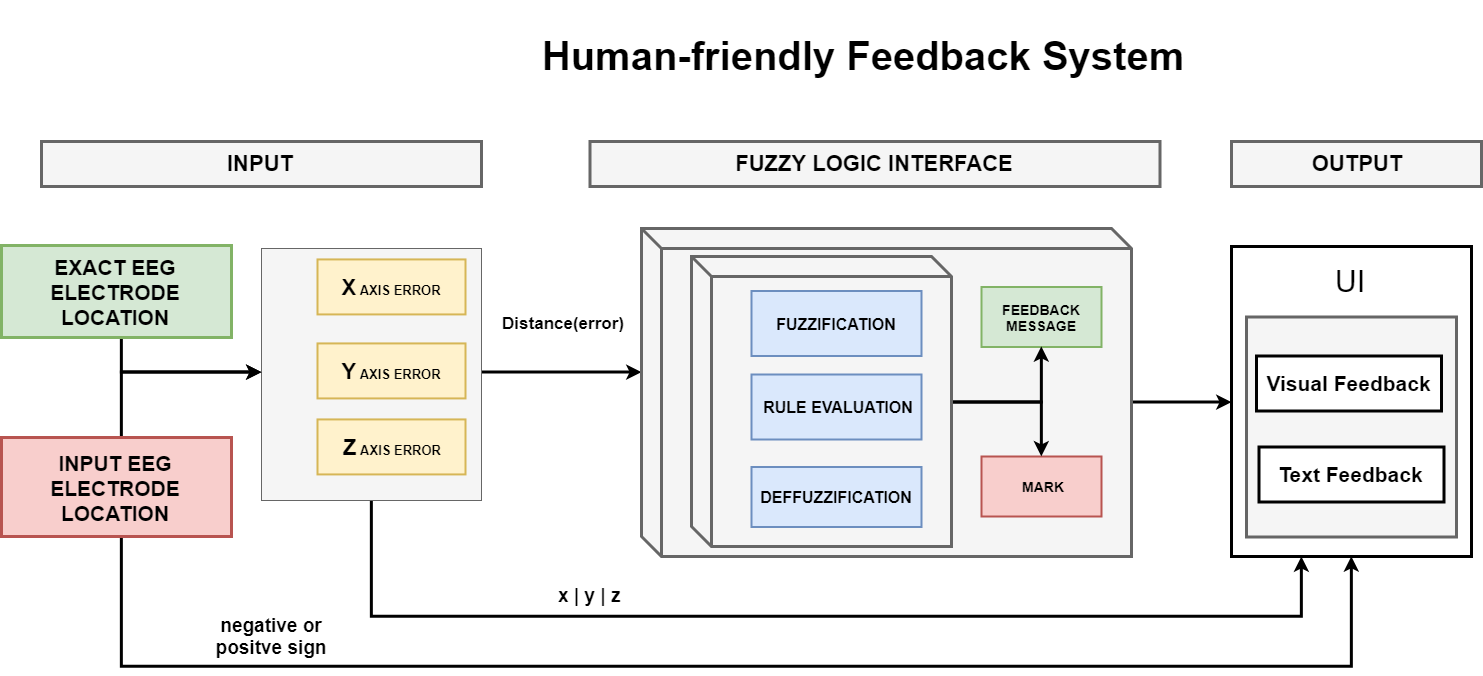 Human-friendly Feedback System
INPUT
FUZZY LOGIC INTERFACE
OUTPUT
EXACT EEG
ELECTRODE
LOCATION
INPUT EEG
ELECTRODE
LOCATION
X AXIS ERROR
Y AXIS ERROR
Z AXIS ERROR
Distance(error)
FUZZIFICATION
RULE EVALUATION
DEFFUZZIFICATION
FEEDBACK
MESSAGE
MARK
UI
Visual Feedback
Text Feedback
x | y | z
negative or
positve sign